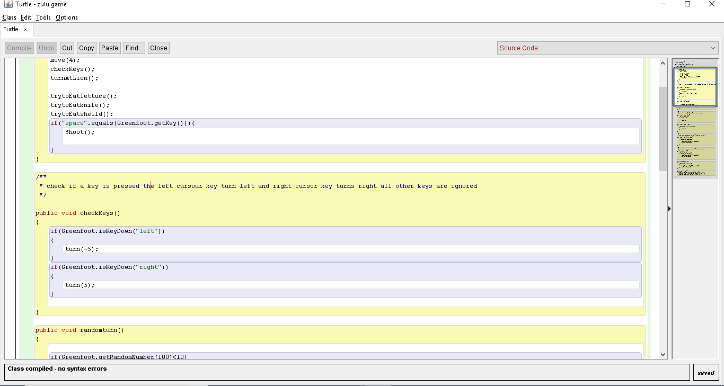 Turtle - zulu game
Class Edit Tools Options
Turtle ×
Compile Undo Cut Copy Paste Find... Close Source Code
move(4);
checkKeys();
turnAtEdge();
trytoEatlettuce();
trytoEatknife();
trytoEatsheild();
if("space".equals(Greenfoot.getKey())){
Shoot();
}
}
/**
* check if a key is pressed the left cursour key turn left and right cursor key turns right all other keys are ignored
*/
public void checkKeys()
{
if(Greenfoot.isKeyDown("left"))
{
turn(-5);
}
if(Greenfoot.isKeyDown("right"))
{
turn(5);
}
}
public void randomturn()
{
if(Greenfoot.getRandomNumber(100)<10)
Class compiled - no syntax errors
saved